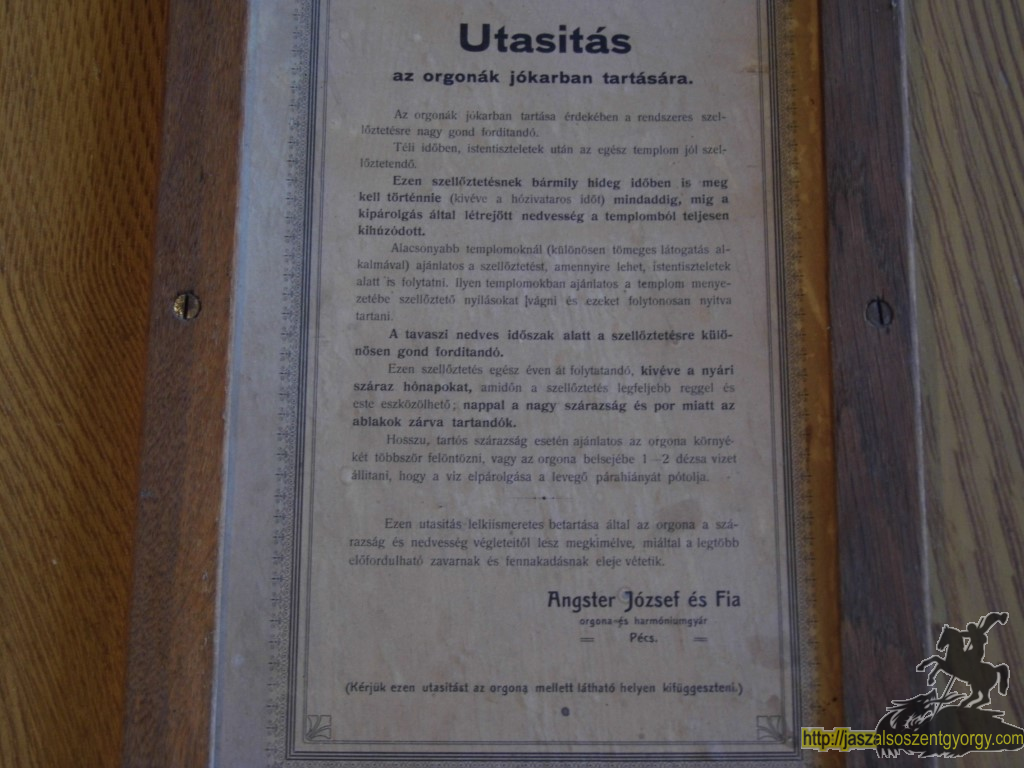 Utasitás
az orgonák jókarban tartására.
Az orgonák jókarban tartása érdekében a rendszeres szel-
lőztetésre nagy gond forditandó.
Téli időben, istentiszteletek után az egész templom jól szel-
lőztetendő.
Ezen szellőztetésnek bármily hideg időben is meg
kell történnie (kivéve a hózivataros időt) mindaddig, mig a
kipárolgás által létrejött nedvesség a templomból teljesen
kihúzódott.
Alacsonyabb templomoknál (különösen tömeges látogatás al-
kalmával) ajánlatos a szellőztetést, amennyire lehet, istentiszteletek
alatt is folytatni. Ilyen templomokban ajánlatos a templom menye-
zetébe szellőztető nyilásokat vágni és ezeket folytonosan nyitva
tartani.
A tavaszi nedves időszak alatt a szellőztetésre külö-
nősen gond forditandó.
Ezen szellőztetés egész éven át folytatandó, kivéve a nyári
száraz hónapokat, amidőn a szellőztetés legfeljebb reggel és
este eszközölhető; nappal a nagy szárazság és por miatt az
ablakok zárva tartandók.
Hosszu, tartós szárazság esetén ajánlatos az orgona környé-
két többször felöntözni, vagy az orgona belsejébe 1—2 dézsa vizet
állitani, hogy a viz elpárolgása a levegő párahiányát pótolja.
Ezen utasitás lelkiismeretes betartása által az orgona a szá-
razság és nedvesség végleteitől lesz megkimélve, miáltal a legtöbb
előfordulható zavarnak és fennakadásnak eleje vétetik.
Angster József és Fia
orgona-és harmóniumgyár
Pécs.
(Kérjük ezen utasitást az orgona mellett látható helyen kifüggeszteni.)
http://jaszalsoszentgyorgy.com